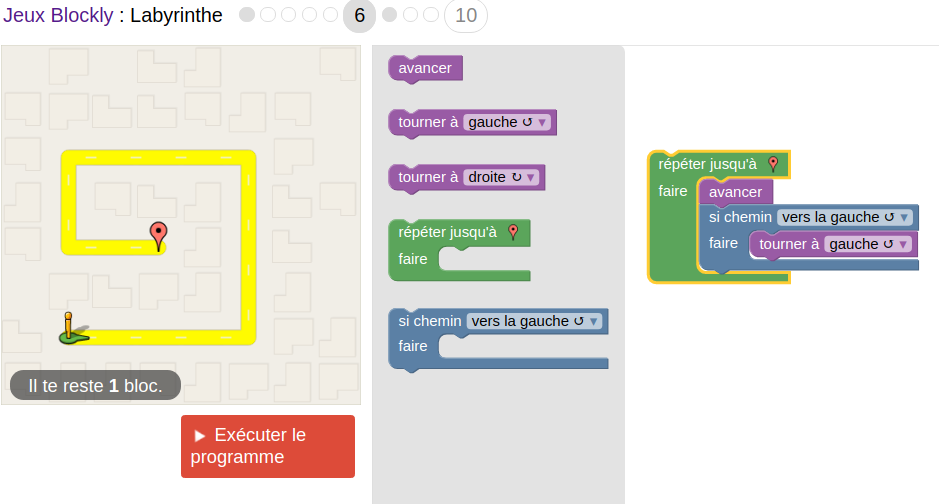 Jeux Blockly : Labyrinthe 6 10
avancer
tourner à gauche ↺ ▼
tourner à droite ↻ ▼
répéter jusqu'à
faire
si chemin vers la gauche ↺ ▼
faire
répéter jusqu'à
faire avancer
si chemin vers la gauche ↺ ▼
faire tourner à gauche ↺ ▼
Il te reste 1 bloc.
Exécuter le
programme